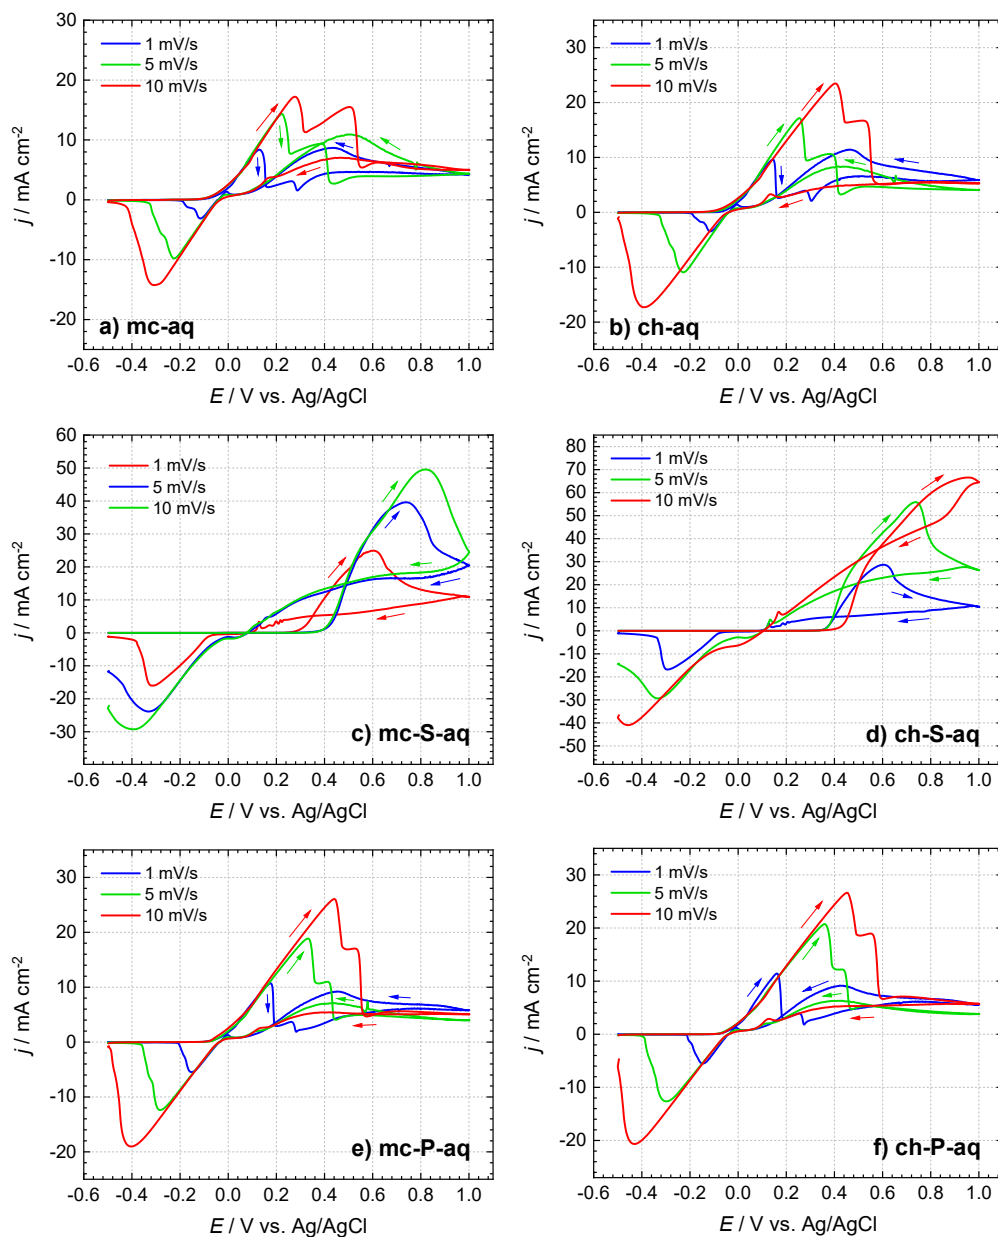 30
20
10
0
-10
-20
-0.6 -0.4 -0.2 0.0 0.2 0.4 0.6 0.8 1.0
j / mA cm⁻²
E / V vs. Ag/AgCl
1 mV/s
5 mV/s
10 mV/s
a) mc-aq
30
20
10
0
-10
-20
-0.6 -0.4 -0.2 0.0 0.2 0.4 0.6 0.8 1.0
j / mA cm⁻²
E / V vs. Ag/AgCl
1 mV/s
5 mV/s
10 mV/s
b) ch-aq
60
50
40
30
20
10
0
-10
-20
-30
-0.6 -0.4 -0.2 0.0 0.2 0.4 0.6 0.8 1.0
j / mA cm⁻²
E / V vs. Ag/AgCl
1 mV/s
5 mV/s
10 mV/s
c) mc-S-aq
80
70
60
50
40
30
20
10
0
-10
-20
-30
-40
-50
-0.6 -0.4 -0.2 0.0 0.2 0.4 0.6 0.8 1.0
j / mA cm⁻²
E / V vs. Ag/AgCl
1 mV/s
5 mV/s
10 mV/s
d) ch-S-aq
30
20
10
0
-10
-20
-0.6 -0.4 -0.2 0.0 0.2 0.4 0.6 0.8 1.0
j / mA cm⁻²
E / V vs. Ag/AgCl
1 mV/s
5 mV/s
10 mV/s
e) mc-P-aq
30
20
10
0
-10
-20
-0.6 -0.4 -0.2 0.0 0.2 0.4 0.6 0.8 1.0
j / mA cm⁻²
E / V vs. Ag/AgCl
1 mV/s
5 mV/s
10 mV/s
f) ch-P-aq